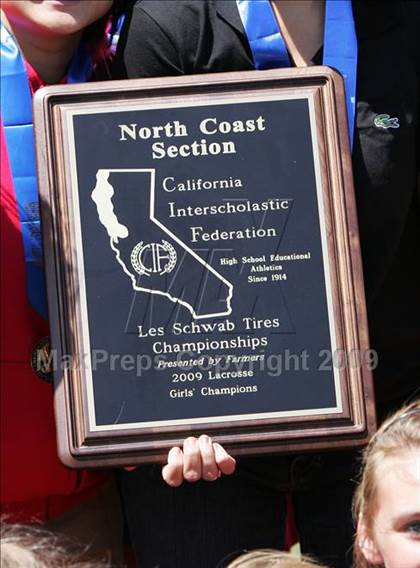 North Coast
Section
California
Interscholastic
Federation
High School Educational
Athletics
Since 1914
CIF
Les Schwab Tires
Championships
Presented by Farmers
2009 Lacrosse
Girls' Champions
MaxPreps Copyright 2009